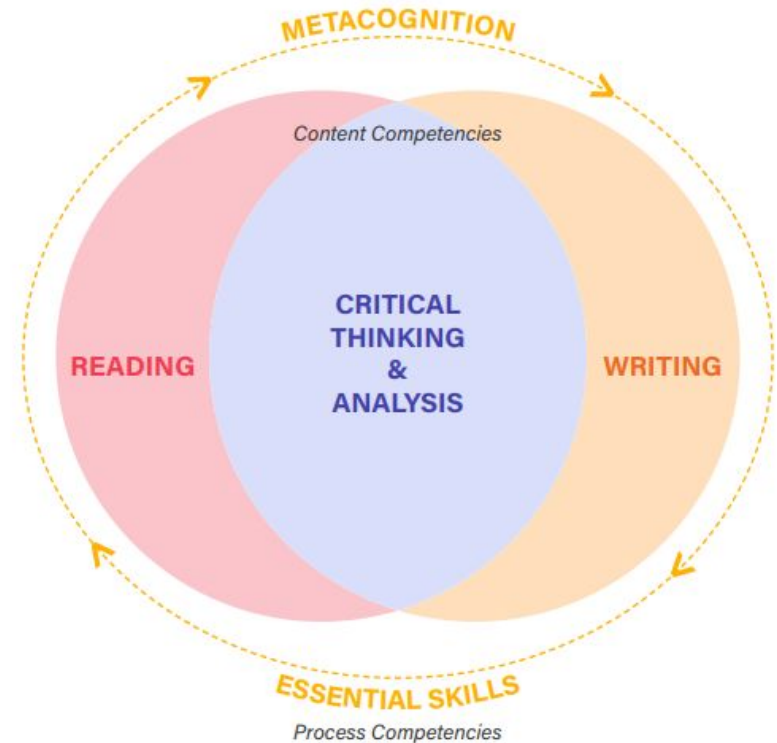 METACOGNITION
Content Competencies
CRITICAL
THINKING
&
ANALYSIS
READING
WRITING
ESSENTIAL SKILLS
Process Competencies